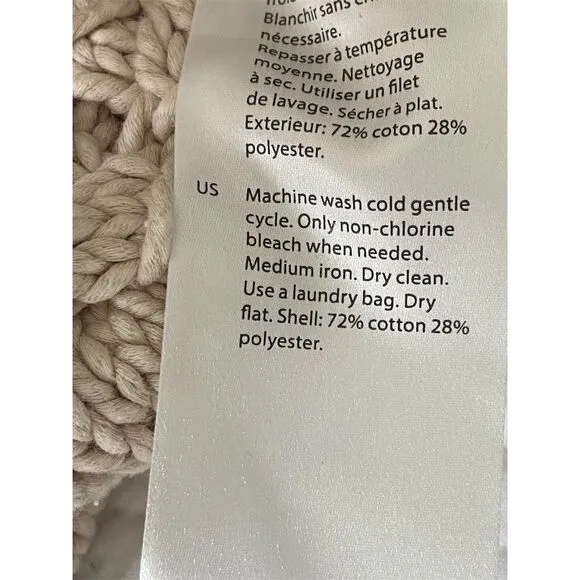 Blanchir sans
nécessaire.
Repasser à température
moyenne. Nettoyage
à sec. Utiliser un filet
de lavage. Sécher à plat.
Exterieur: 72% coton 28%
polyester.
US
Machine wash cold gentle
cycle. Only non-chlorine
bleach when needed.
Medium iron. Dry clean.
Use a laundry bag. Dry
flat. Shell: 72% cotton 28%
polyester.